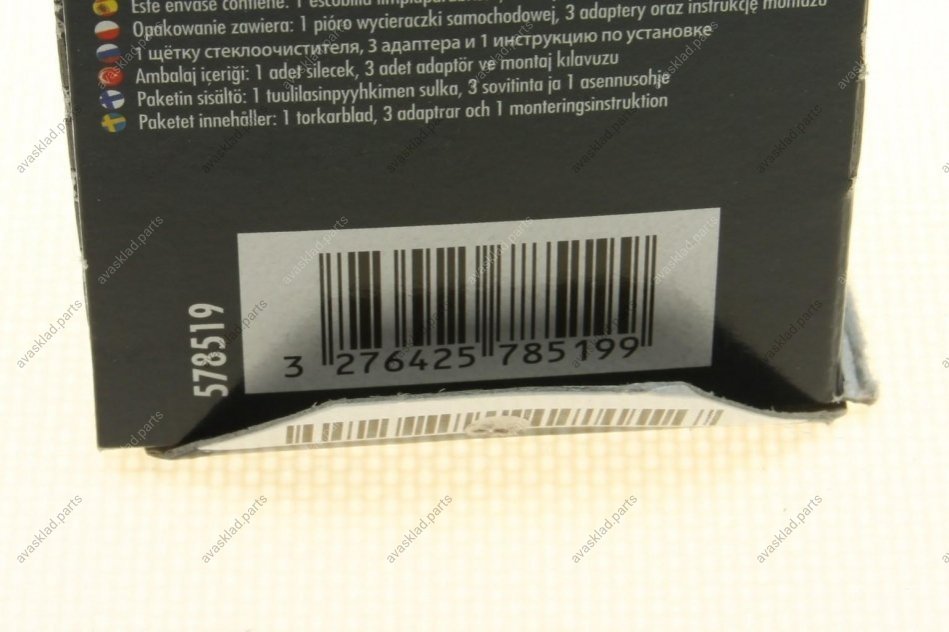 Este envase contiene: 1 escobilla
Opakowanie zawiera: 1 pióro wycieraczki samochodowej, 3 adaptery oraz instrukcję montażu
1 щётку стеклоочистителя, 3 адаптера и 1 инструкцию по установке
Ambalaj içeriği: 1 adet silecek, 3 adet adaptör ve montaj kılavuzu
Paketin sisältö: 1 tuulilasinpyyhkimen sulka, 3 sovitinta ja 1 asennusohje
Paketet innehåller: 1 torkarblad, 3 adaptrar och 1 monteringsinstruktion
578519
3 276425 785199
avasklad.parts